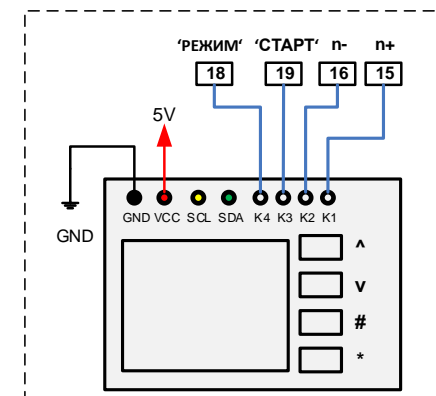 ‘РЕЖИМ‘ ‘СТАРТ‘ n- n+
18 19 16 15
5V
GND VCC SCL SDA K4 K3 K2 K1
GND
^
v
#
*